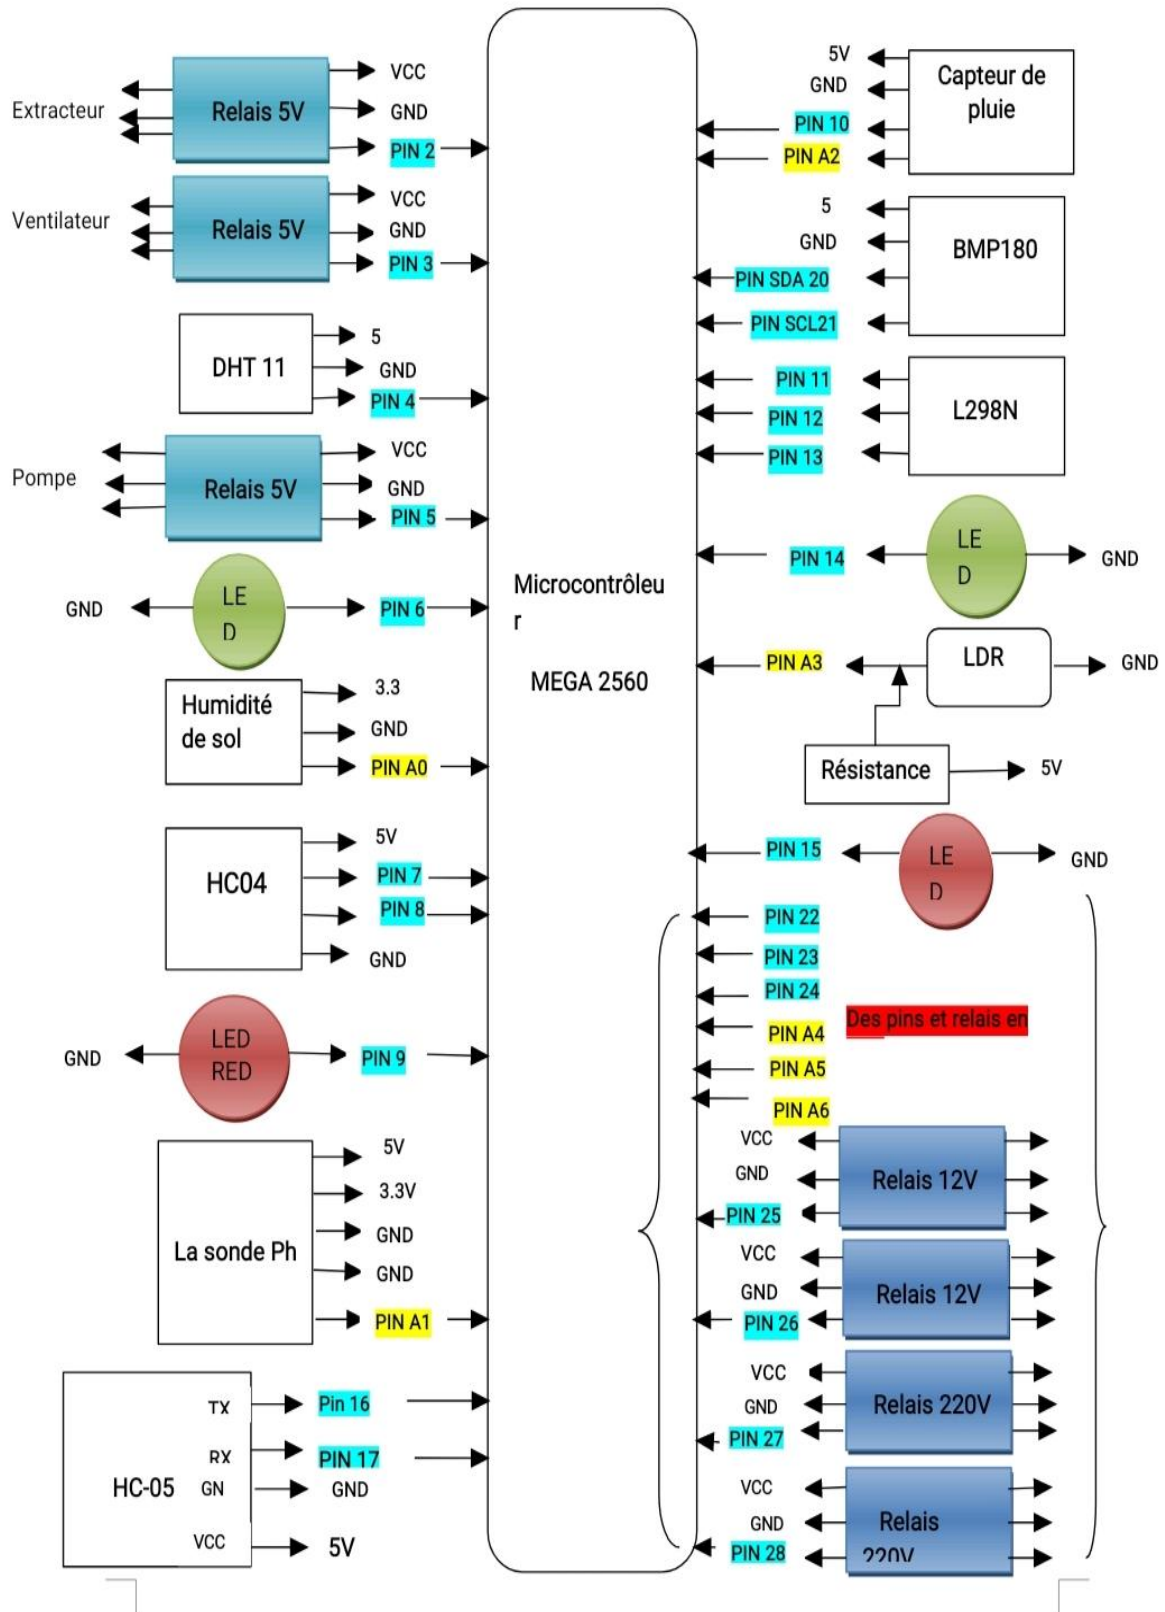 Extracteur
Relais 5V
VCC
GND
PIN 2
Ventilateur
Relais 5V
VCC
GND
PIN 3
DHT 11
5
GND
PIN 4
Pompe
Relais 5V
VCC
GND
PIN 5
GND
LE
D
PIN 6
Humidité
de sol
3.3
GND
PIN A0
HC04
5V
PIN 7
PIN 8
GND
GND
LED
RED
PIN 9
La sonde Ph
5V
3.3V
GND
GND
PIN A1
HC-05
TX
Pin 16
RX
PIN 17
GN
GND
VCC
5V
Microcontrôleu
r
MEGA 2560
5V
GND
PIN 10
PIN A2
Capteur de
pluie
5
GND
PIN SDA 20
PIN SCL21
BMP180
PIN 11
PIN 12
PIN 13
L298N
PIN 14
LE
D
GND
PIN A3
LDR
GND
Résistance
5V
PIN 15
LE
D
GND
PIN 22
PIN 23
PIN 24
PIN A4
PIN A5
PIN A6
Des pins et relais en
VCC
GND
PIN 25
Relais 12V
VCC
GND
PIN 26
Relais 12V
VCC
GND
PIN 27
Relais 220V
VCC
GND
PIN 28
Relais
220V